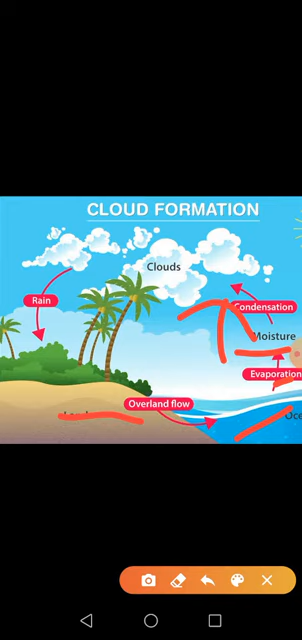 CLOUD FORMATION
Clouds
Rain
Condensation
Moisture
Evaporation
Overland flow